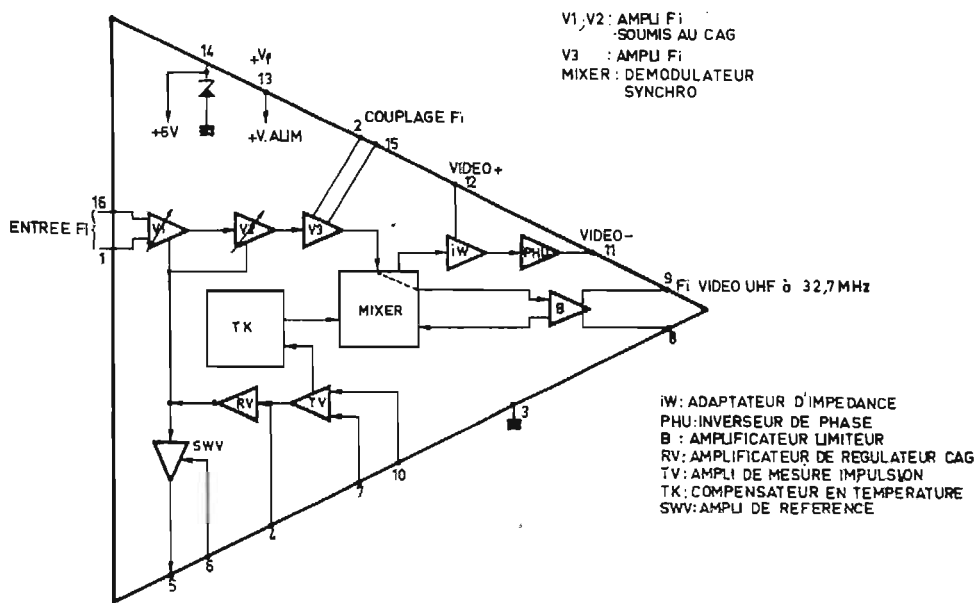 V1,V2 : AMPLI Fi
SOUMIS AU CAG
V3 : AMPLI Fi
MIXER : DEMODULATEUR
SYNCHRO
14
+Vf
13
+6V
+V.ALIM
2
COUPLAGE Fi
15
VIDEO+
12
16
ENTREE Fi
1
V1
V2
V3
iW
PHU
VIDEO-
11
9
Fi VIDEO UHF à 32,7MHz
TK
MIXER
B
8
RV
TV
SWV
3
10
7
4
6
5
iW: ADAPTATEUR D'IMPEDANCE
PHU: INVERSEUR DE PHASE
B : AMPLIFICATEUR LIMITEUR
RV: AMPLIFICATEUR DE REGULATEUR CAG
TV: AMPLI DE MESURE IMPULSION
TK: COMPENSATEUR EN TEMPERATURE
SWV: AMPLI DE REFERENCE